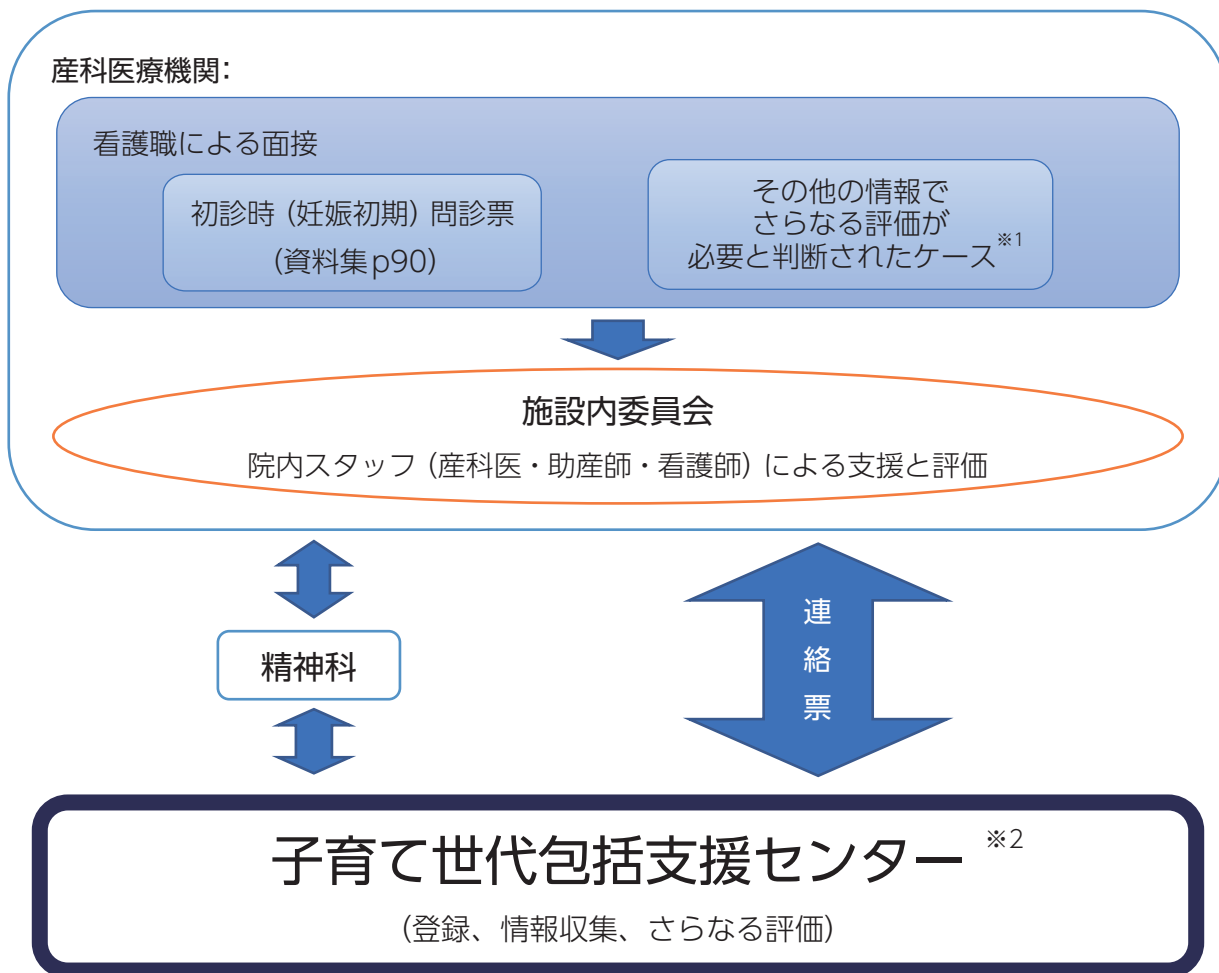 産科医療機関：
看護職による面接
初診時（妊娠初期）問診票
（資料集p90）
その他の情報で
さらなる評価が
必要と判断されたケース※1
施設内委員会
院内スタッフ（産科医・助産師・看護師）による支援と評価
連絡票
精神科
子育て世代包括支援センター※2
（登録、情報収集、さらなる評価）